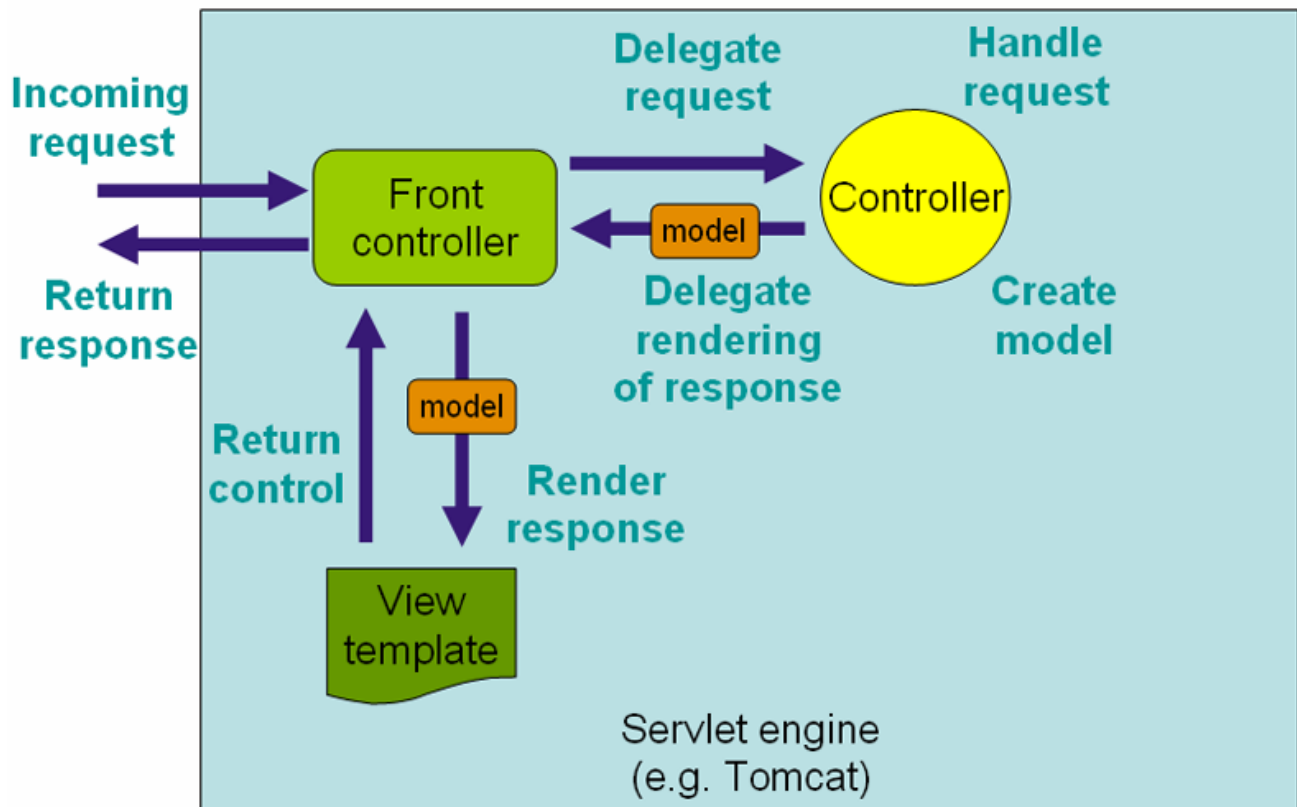 Incoming
request
Return
response
Front
controller
Delegate
request
Handle
request
Controller
model
Delegate
rendering
of response
Create
model
model
Return
control
Render
response
View
template
Servlet engine
(e.g. Tomcat)